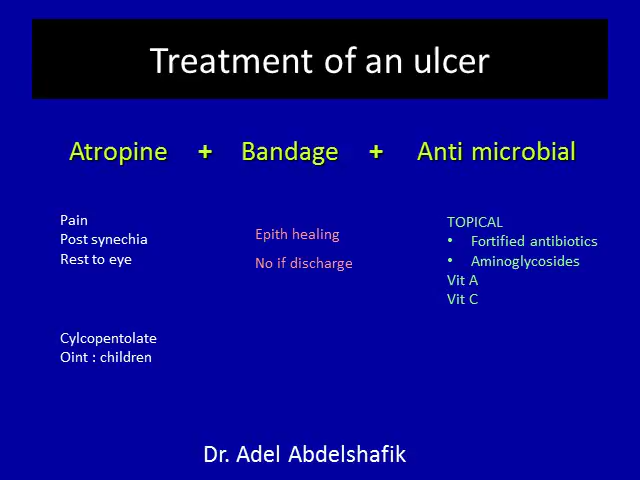 Treatment of an ulcer
Atropine + Bandage + Anti microbial
Pain
Post synechia
Rest to eye
Cylcopentolate
Oint : children
Epith healing
No if discharge
TOPICAL
• Fortified antibiotics
• Aminoglycosides
Vit A
Vit C
Dr. Adel Abdelshafik